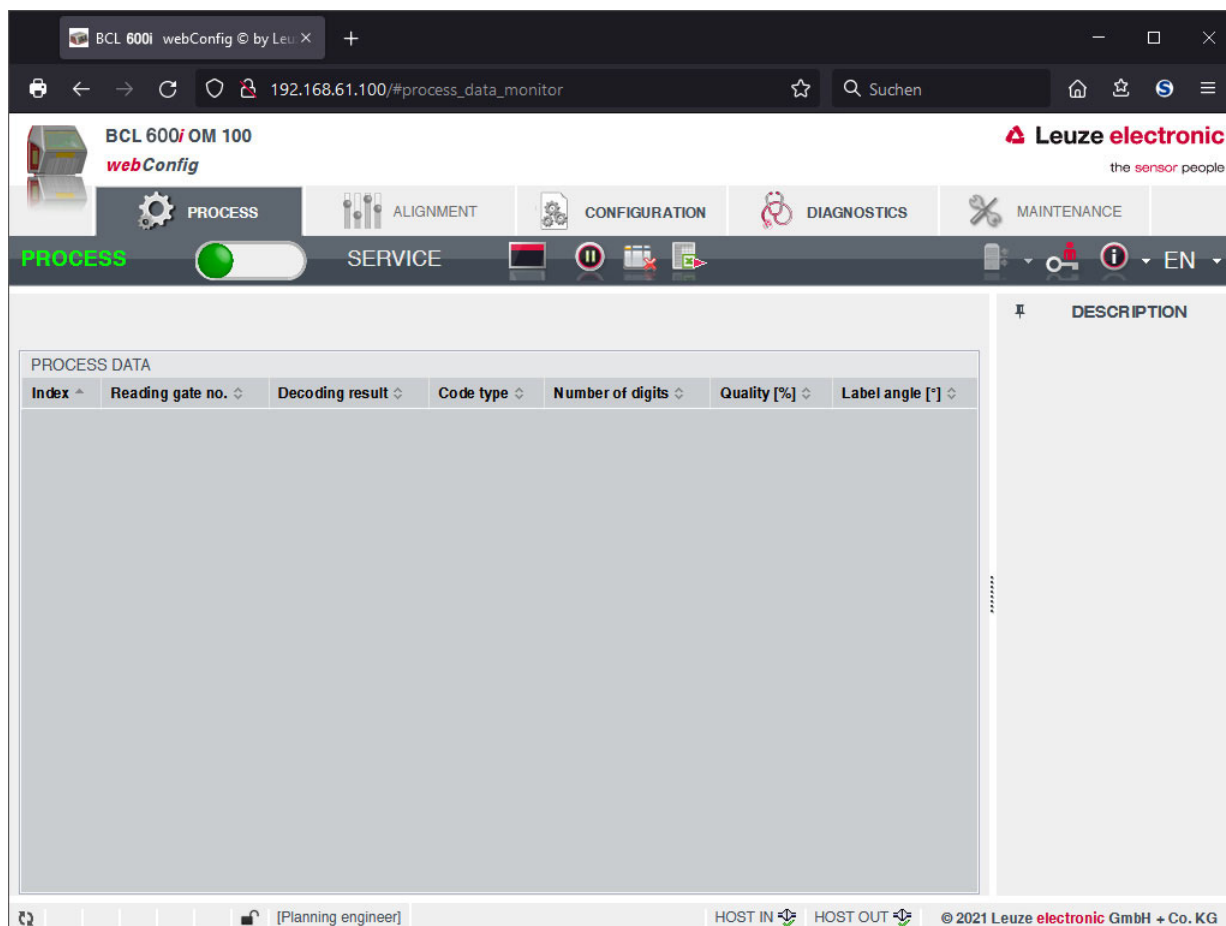 BCL 600i webConfig © by Leu
192.168.61.100/#process_data_monitor
Suchen
BCL 600i OM 100
webConfig
Leuze electronic
the sensor people
PROCESS
ALIGNMENT
CONFIGURATION
DIAGNOSTICS
MAINTENANCE
PROCESS
SERVICE
EN
DESCRIPTION
PROCESS DATA
Index
Reading gate no.
Decoding result
Code type
Number of digits
Quality [%]
Label angle [°]
[Planning engineer]
HOST IN
HOST OUT
© 2021 Leuze electronic GmbH + Co. KG